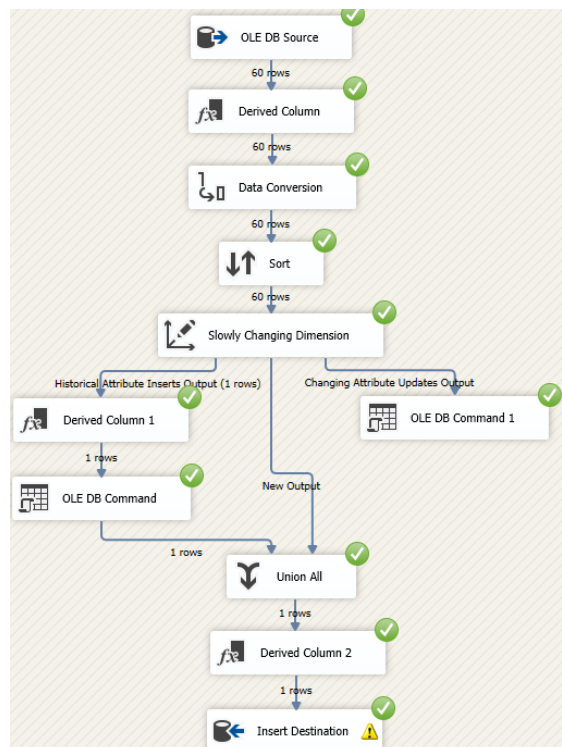 OLE DB Source
60 rows
Derived Column
60 rows
Data Conversion
60 rows
Sort
60 rows
Slowly Changing Dimension
Historical Attribute Inserts Output (1 rows)
Changing Attribute Updates Output
Derived Column 1
OLE DB Command 1
1 rows
New Output
OLE DB Command
1 rows
Union All
1 rows
Derived Column 2
1 rows
Insert Destination